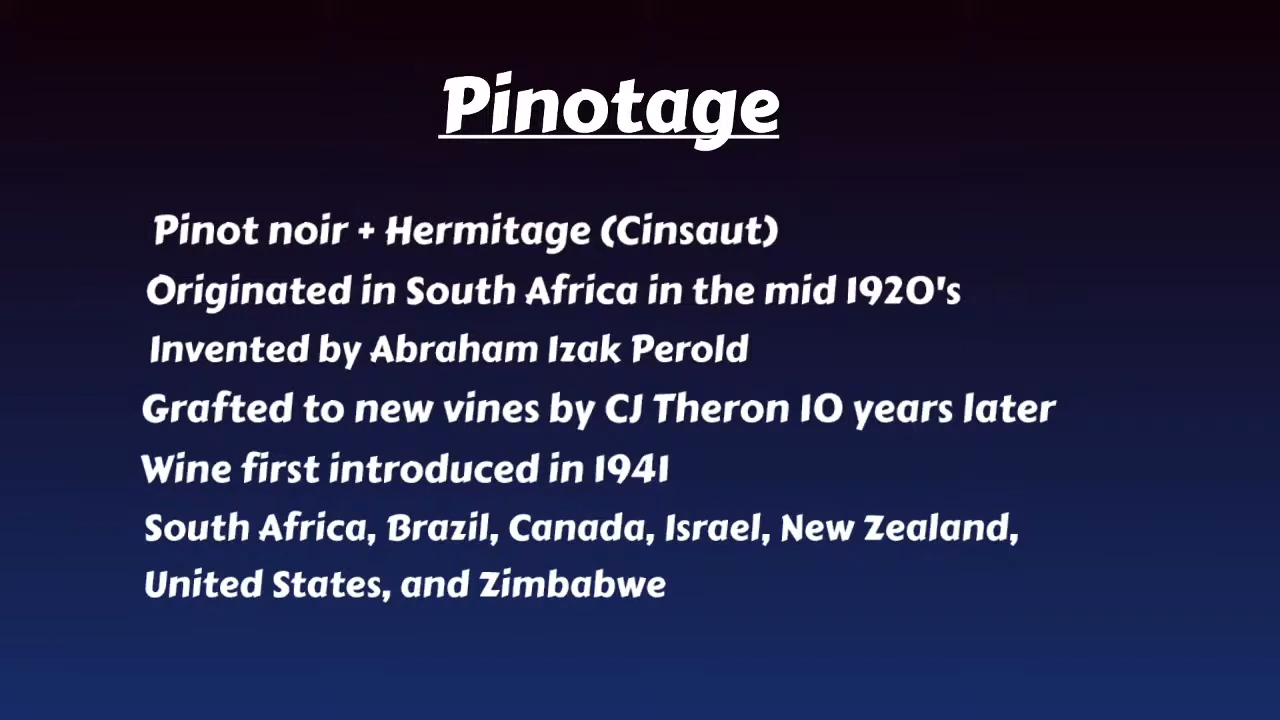 Pinotage
Pinot noir + Hermitage (Cinsaut)
Originated in South Africa in the mid 1920's
Invented by Abraham Izak Perold
Grafted to new vines by CJ Theron 10 years later
Wine first introduced in 1941
South Africa, Brazil, Canada, Israel, New Zealand,
United States, and Zimbabwe